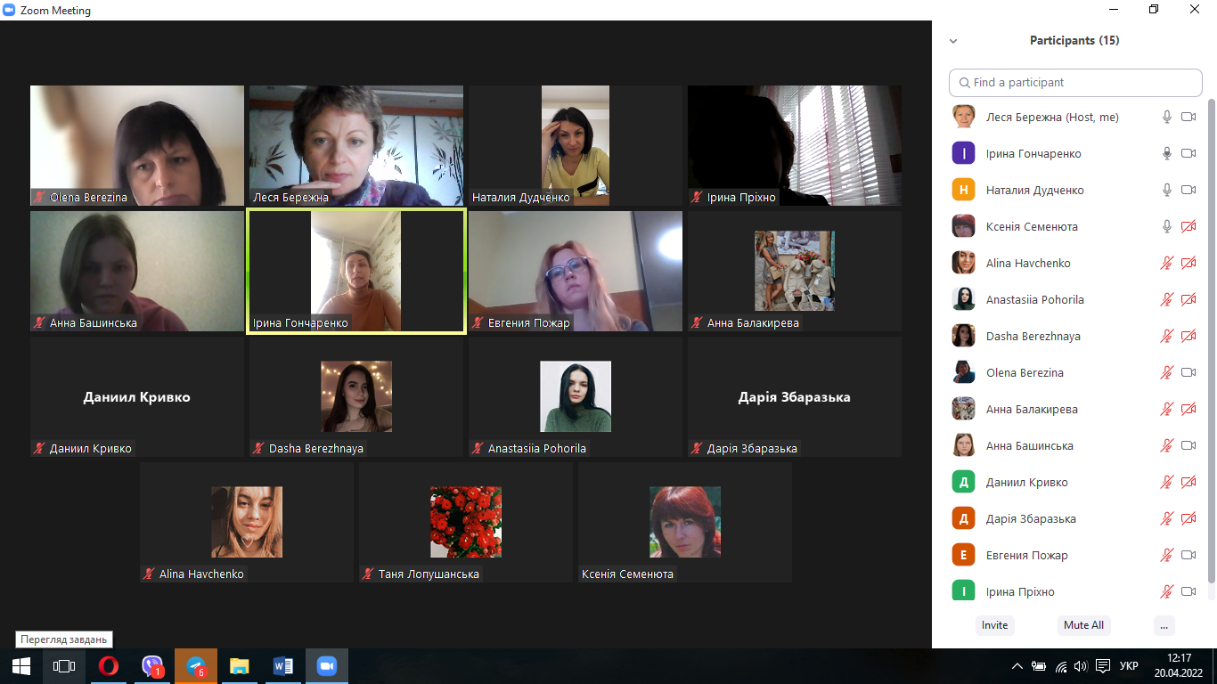 Zoom Meeting
Participants (15)
Find a participant
Olena Berezina
Леся Бережна
Наталия Дудченко
Ірина Пріхно
Анна Башинська
Ірина Гончаренко
Евгения Пожар
Анна Балакирева
Даниил Кривко
Дарія Збаразька
Даниил Кривко
Dasha Berezhnaya
Anastasiia Pohorila
Дарія Збаразька
Alina Havchenko
Таня Лопушанська
Ксенія Семенюта
Леся Бережна (Host, me)
І Ірина Гончаренко
Н Наталия Дудченко
Ксенія Семенюта
Alina Havchenko
Anastasiia Pohorila
Dasha Berezhnaya
Olena Berezina
Анна Балакирева
Анна Башинська
Д Даниил Кривко
Д Дарія Збаразька
Е Евгения Пожар
І Ірина Пріхно
Invite
Mute All
...
Перегляд завдань
1
6
W
УКР
12:17
20.04.2022